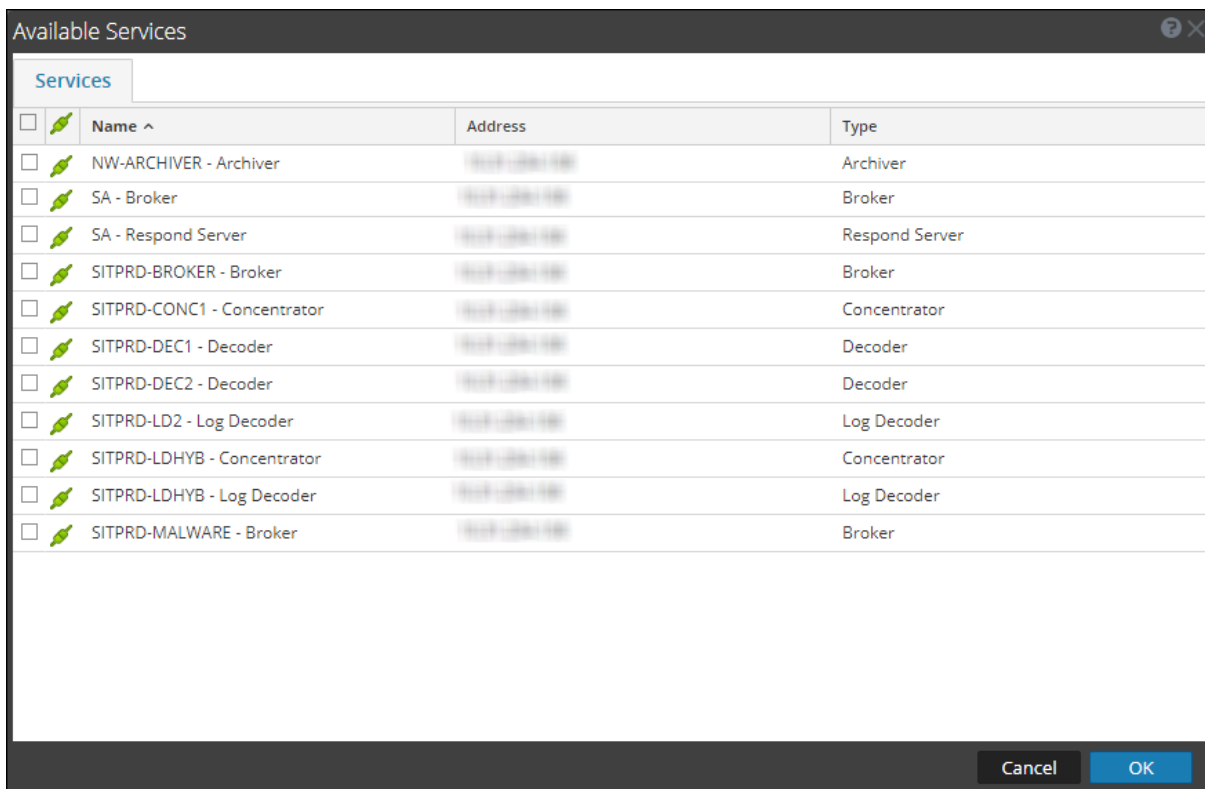 Available Services
Services
Name Address Type
NW-ARCHIVER - Archiver Archiver
SA - Broker Broker
SA - Respond Server Respond Server
SITPRD-BROKER - Broker Broker
SITPRD-CONC1 - Concentrator Concentrator
SITPRD-DEC1 - Decoder Decoder
SITPRD-DEC2 - Decoder Decoder
SITPRD-LD2 - Log Decoder Log Decoder
SITPRD-LDHYB - Concentrator Concentrator
SITPRD-LDHYB - Log Decoder Log Decoder
SITPRD-MALWARE - Broker Broker
Cancel OK